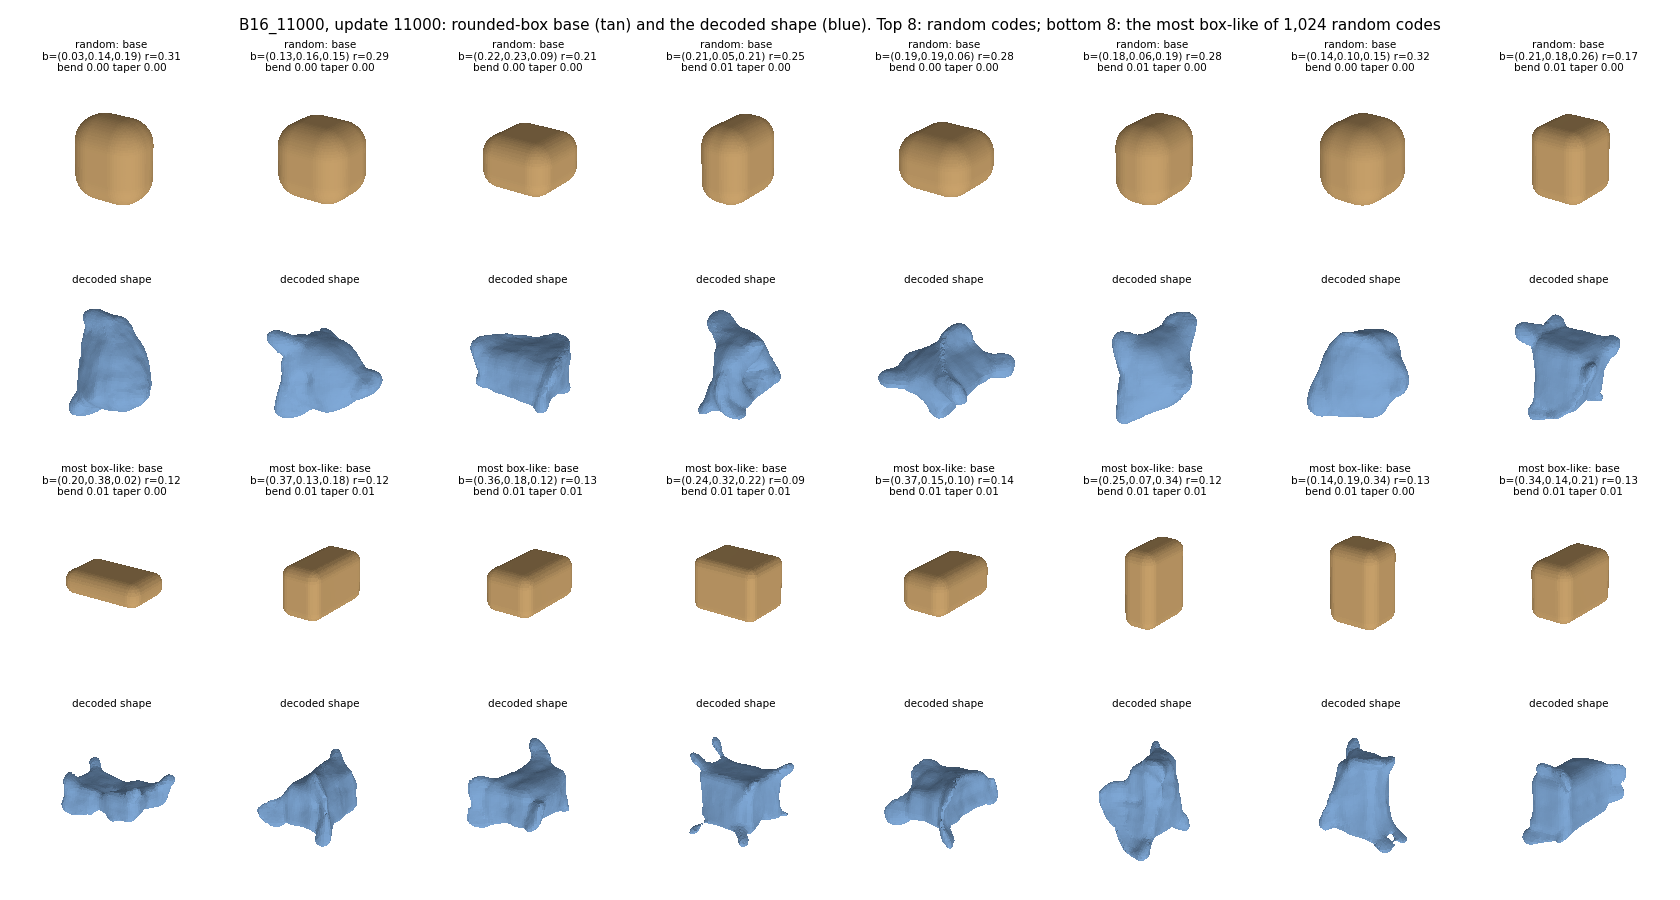 B16_11000, update 11000: rounded-box base (tan) and the decoded shape (blue). Top 8: random codes; bottom 8: the most box-like of 1,024 random codes
random: base
b=(0.03,0.14,0.19) r=0.31
bend 0.00 taper 0.00
random: base
b=(0.13,0.16,0.15) r=0.29
bend 0.00 taper 0.00
random: base
b=(0.22,0.23,0.09) r=0.21
bend 0.00 taper 0.00
random: base
b=(0.21,0.05,0.21) r=0.25
bend 0.01 taper 0.00
random: base
b=(0.19,0.19,0.06) r=0.28
bend 0.00 taper 0.00
random: base
b=(0.18,0.06,0.19) r=0.28
bend 0.01 taper 0.00
random: base
b=(0.14,0.10,0.15) r=0.32
bend 0.00 taper 0.00
random: base
b=(0.21,0.18,0.26) r=0.17
bend 0.01 taper 0.00
decoded shape
decoded shape
decoded shape
decoded shape
decoded shape
decoded shape
decoded shape
decoded shape
most box-like: base
b=(0.20,0.38,0.02) r=0.12
bend 0.01 taper 0.00
most box-like: base
b=(0.37,0.13,0.18) r=0.12
bend 0.01 taper 0.01
most box-like: base
b=(0.36,0.18,0.12) r=0.13
bend 0.01 taper 0.01
most box-like: base
b=(0.24,0.32,0.22) r=0.09
bend 0.01 taper 0.01
most box-like: base
b=(0.37,0.15,0.10) r=0.14
bend 0.01 taper 0.01
most box-like: base
b=(0.25,0.07,0.34) r=0.12
bend 0.01 taper 0.01
most box-like: base
b=(0.14,0.19,0.34) r=0.13
bend 0.01 taper 0.00
most box-like: base
b=(0.34,0.14,0.21) r=0.13
bend 0.01 taper 0.01
decoded shape
decoded shape
decoded shape
decoded shape
decoded shape
decoded shape
decoded shape
decoded shape